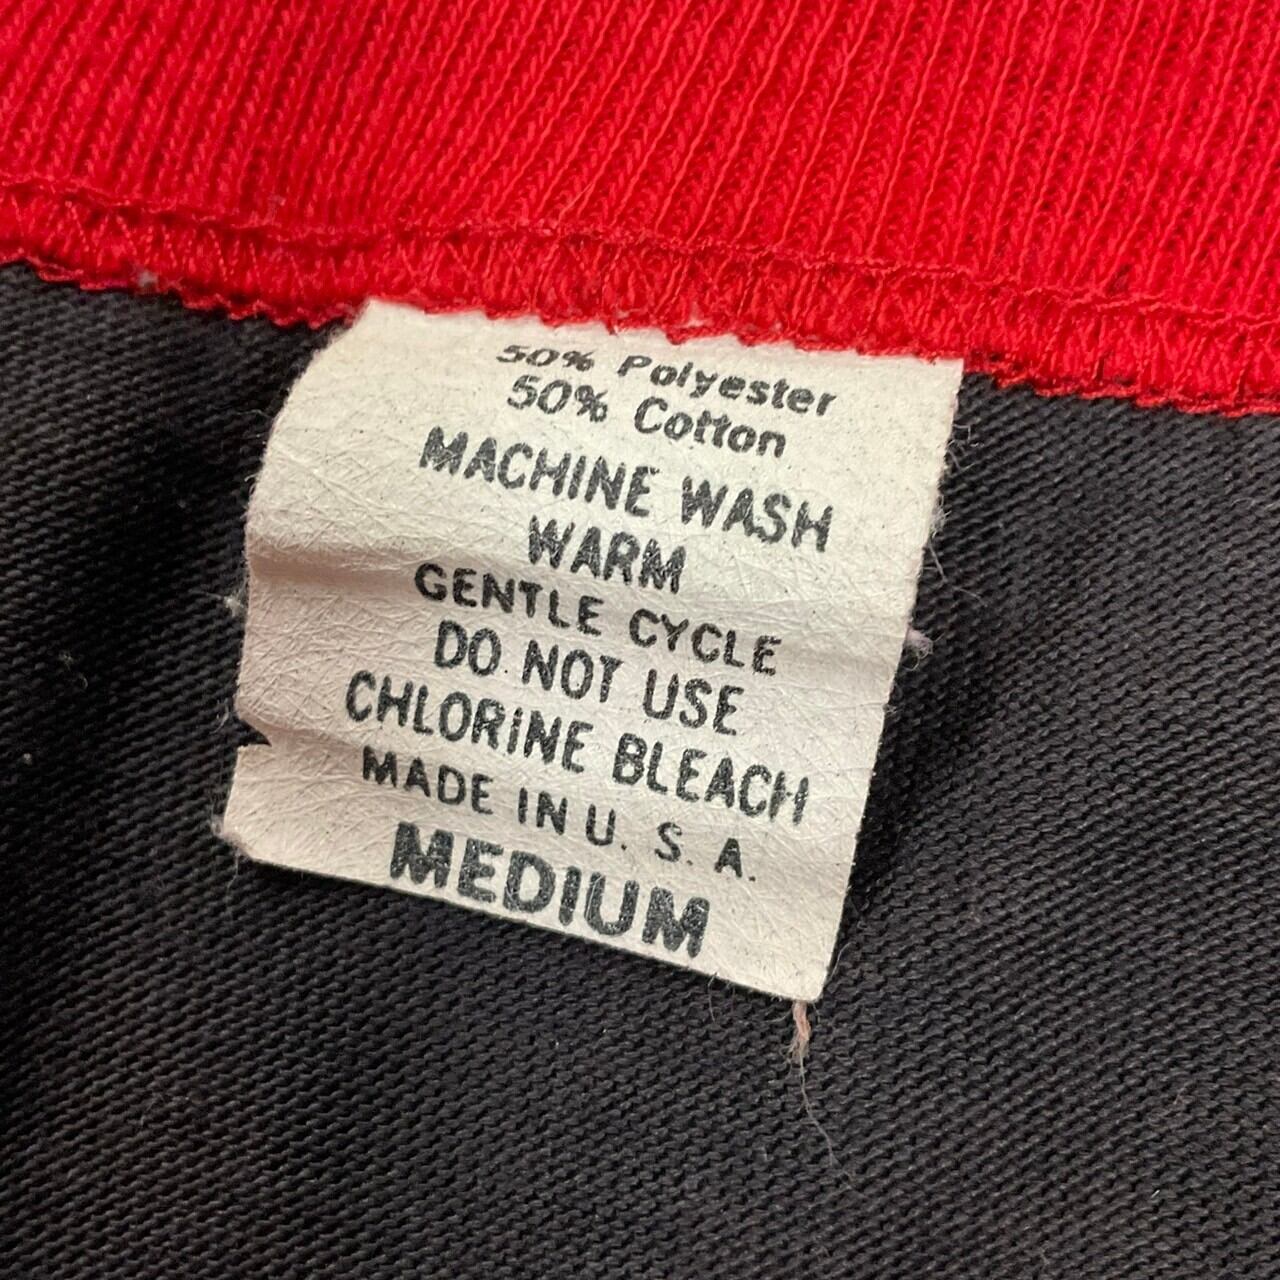 50% Polyester
50% Cotton
MACHINE WASH
WARM
GENTLE CYCLE
DO NOT USE
CHLORINE BLEACH
MADE IN U. S. A.
MEDIUM